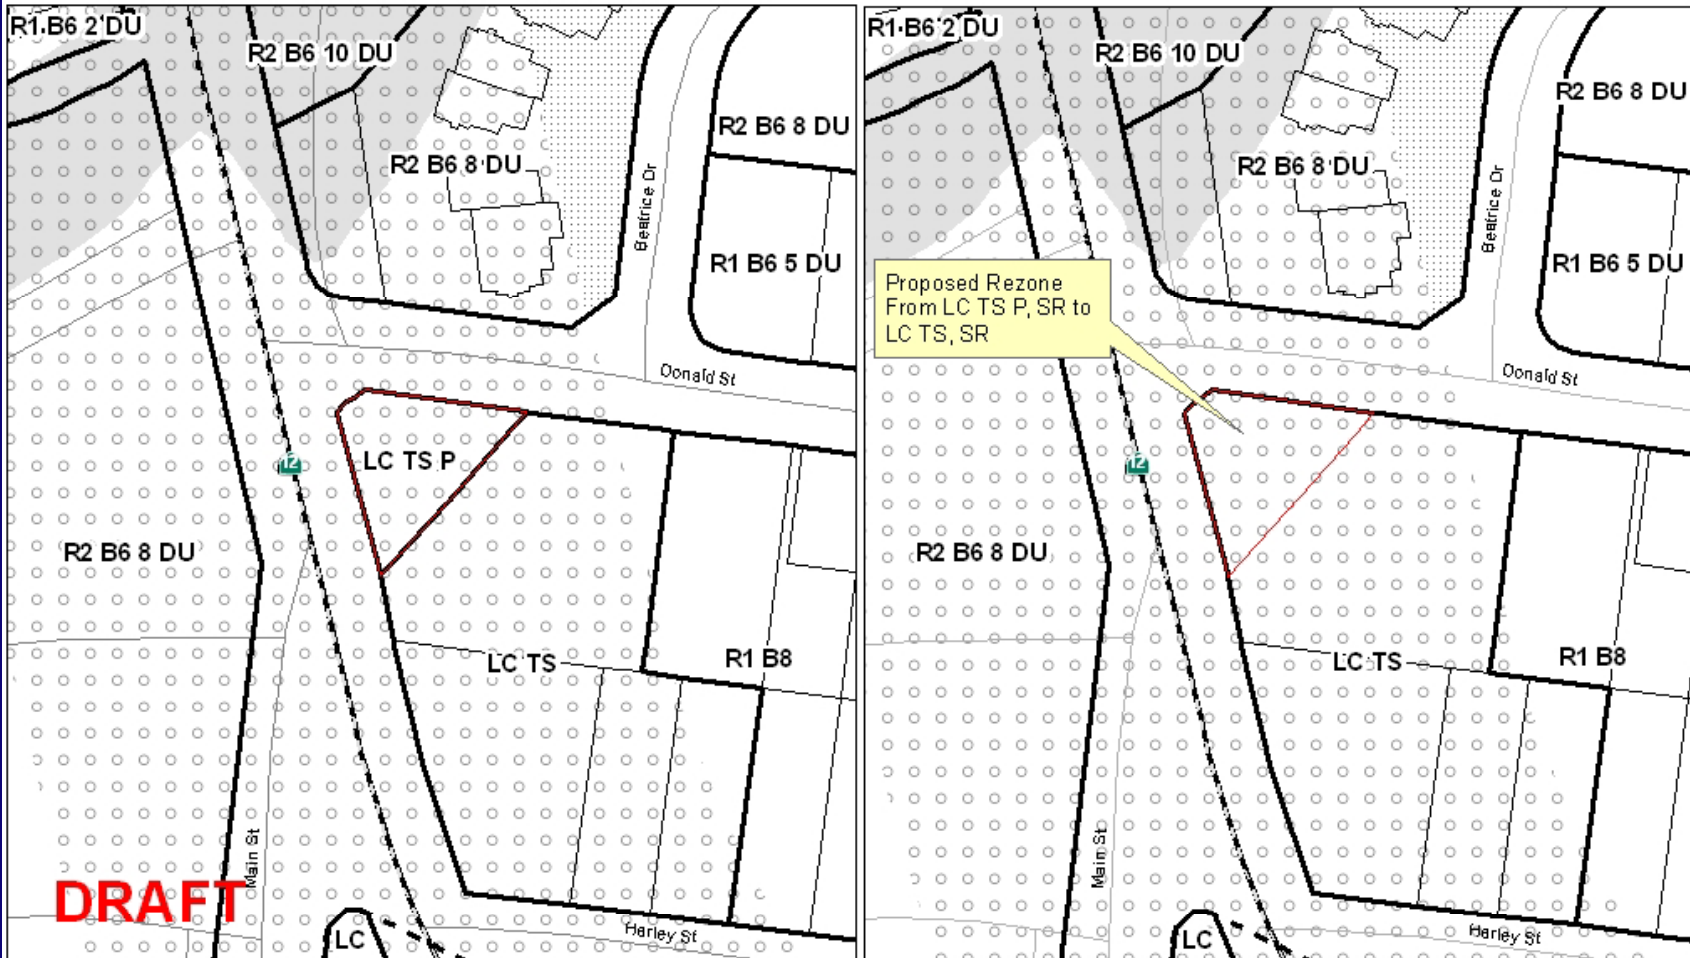 R1 B6 2 DU
R2 B6 10 DU
R2 B6 8 DU
R2 B6 8 DU
Beatrice Dr
R1 B6 5 DU
Donald St
LC TS P
12
R2 B6 8 DU
LC TS
R1 B8
Main St
DRAFT
LC
Harley St
R1 B6 2 DU
R2 B6 10 DU
R2 B6 8 DU
R2 B6 8 DU
Beatrice Dr
R1 B6 5 DU
Proposed Rezone
From LC TS P, SR to
LC TS, SR
Donald St
12
R2 B6 8 DU
LC TS
R1 B8
Main St
LC
Harley St